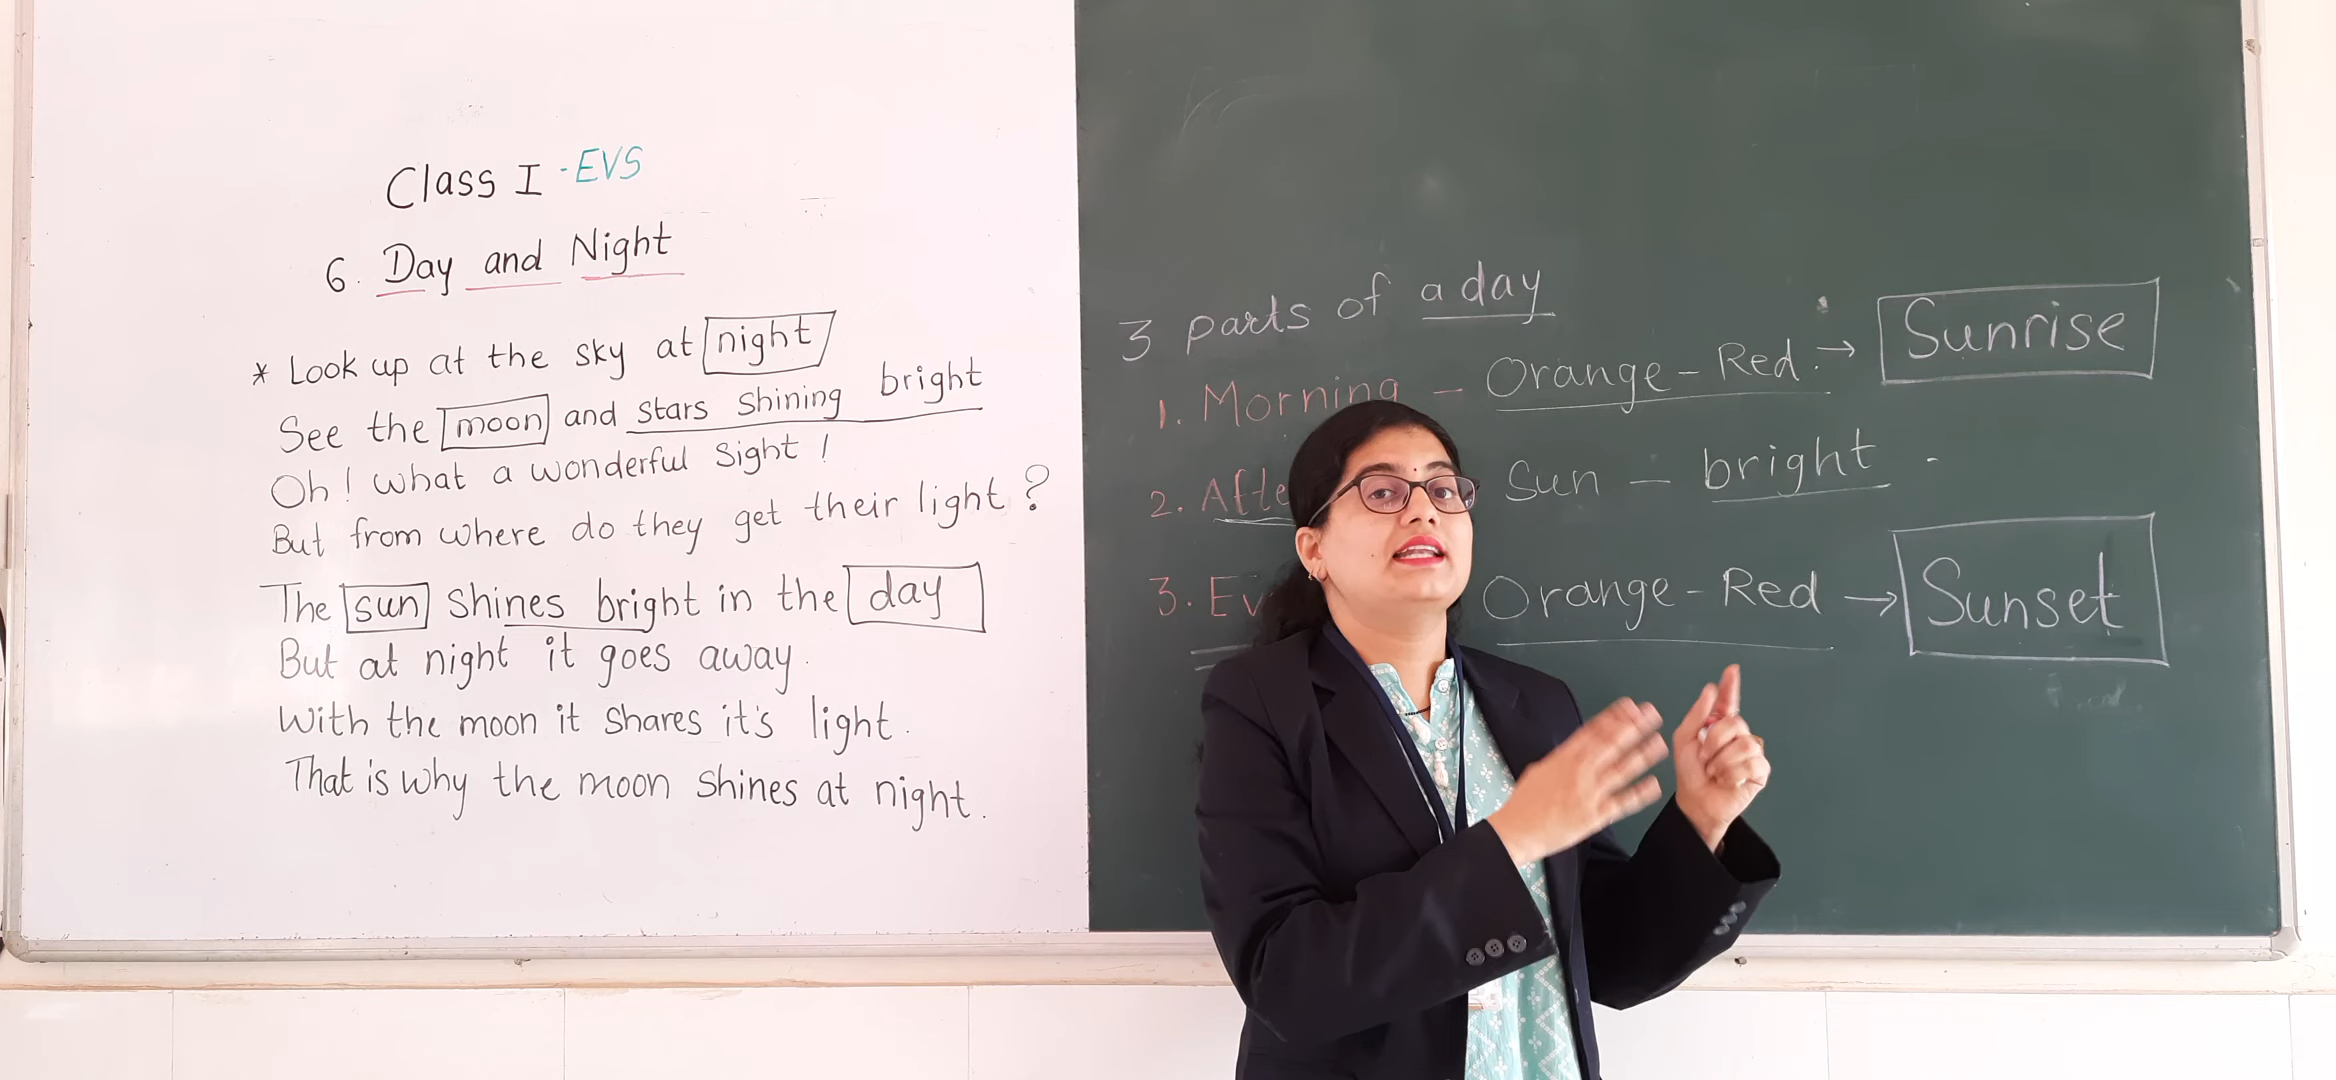 Class I - EVS
6. Day and Night
* Look up at the sky at night
See the moon and stars shining bright
Oh! what a wonderful sight!
But from where do they get their light?
The sun shines bright in the day
But at night it goes away.
With the moon it shares it's light.
That is why the moon shines at night.
3 parts of a day
1. Morning - Orange - Red. → Sunrise
2. Afte Sun - bright.
3. Ev Orange - Red → Sunset